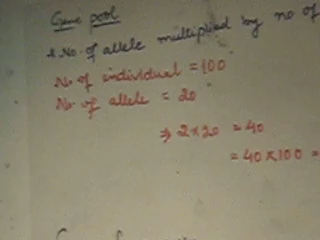 Gene pool
No. of allele multiplied by no of
No. of individual = 100
No. of allele = 20
⇒ 2 × 20 = 40
= 40 × 100 =